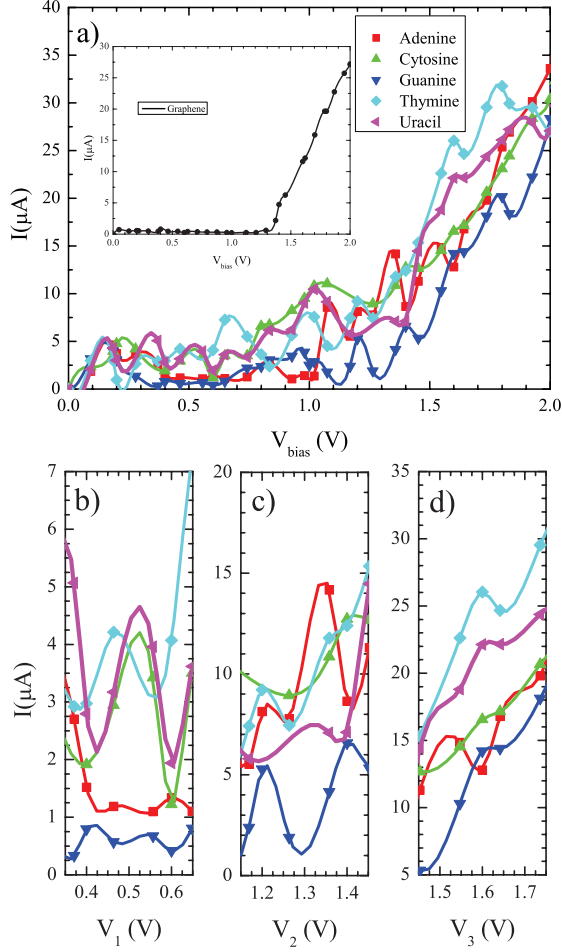 a)
Adenine
Cytosine
Guanine
Thymine
Uracil
Graphene
I(μA)
30
25
20
15
10
5
0
0.0 0.5 1.0 1.5 2.0
V_bias (V)
I(μA)
40
35
30
25
20
15
10
5
0
0.0 0.5 1.0 1.5 2.0
V_bias (V)
b)
I(μA)
7
6
5
4
3
2
1
0
0.4 0.5 0.6
V_1 (V)
c)
20
15
10
5
0
1.2 1.3 1.4
V_2 (V)
d)
35
30
25
20
15
10
5
1.5 1.6 1.7
V_3 (V)